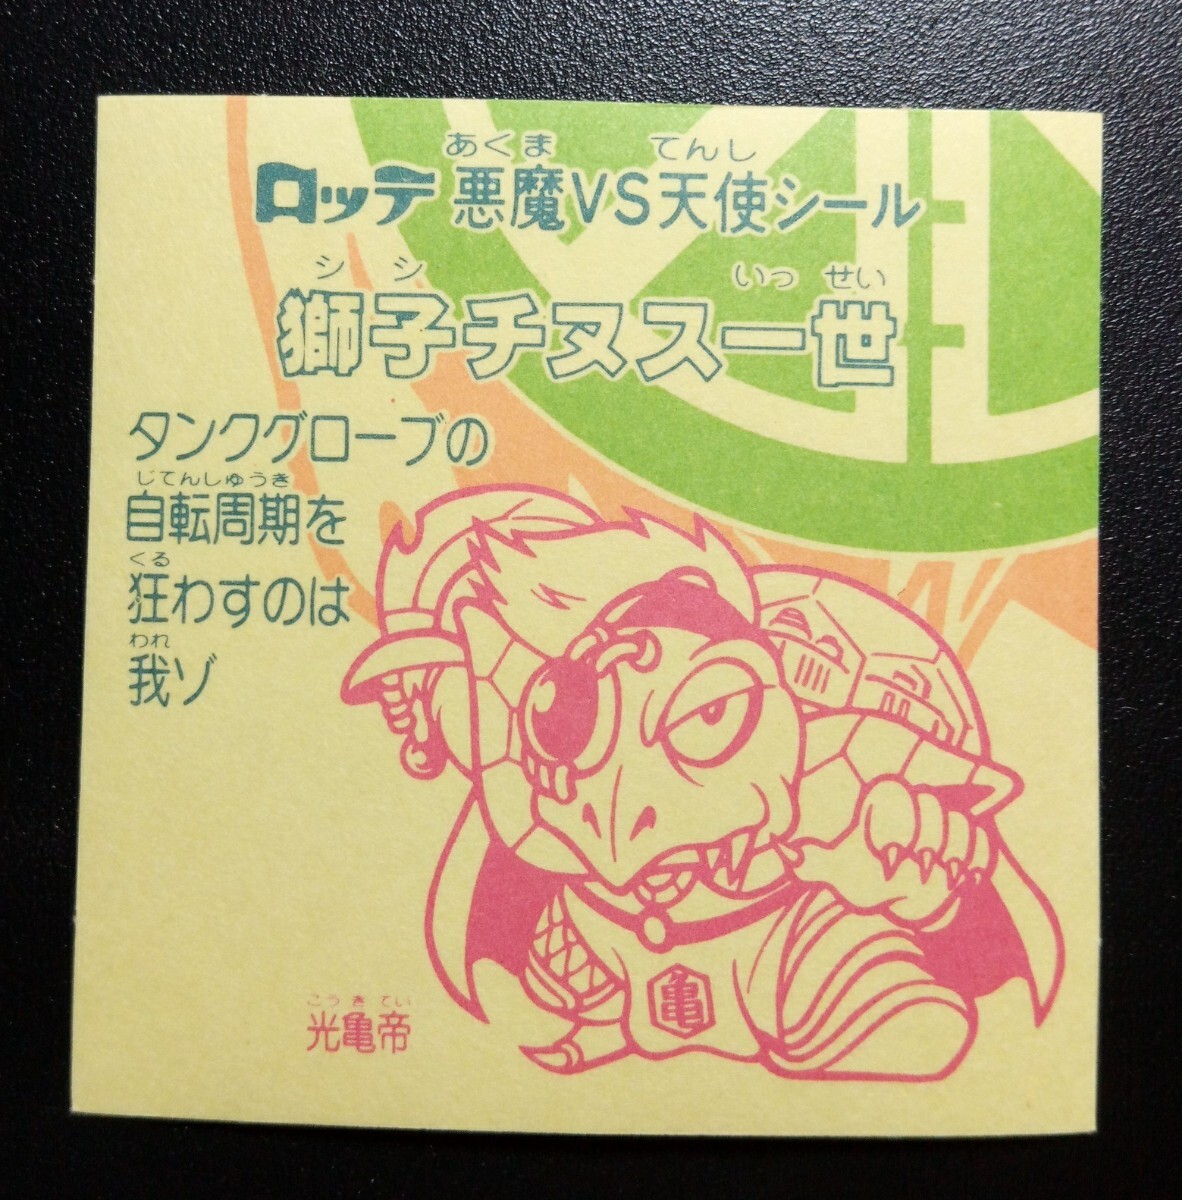 あくま てんし
ロッテ 悪魔VS天使シール
シシ いっせい
獅子チヌス一世
タンクグローブの
じてんしゅうき
自転周期を
くる
狂わすのは
われ
我ゾ
亀
こうきてい
光亀帝